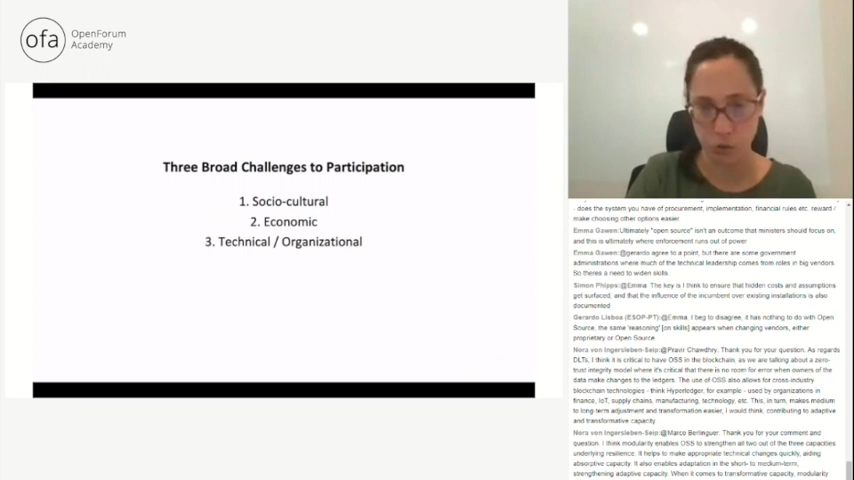 ofa
OpenForum
Academy
Three Broad Challenges to Participation
1. Socio-cultural
2. Economic
3. Technical / Organizational
- does the system you have of procurement, implementation, financial rules etc. reward /
make choosing other options easier
Emma Gawen:Ultimately "open source" isn't an outcome that ministers should focus on,
and this is ultimately where enforcement runs out of power
Emma Gawen:@gerardo agree to a point, but there are some government
administrations where much of the technical leadership comes from roles in big vendors.
So theres a need to widen skills
Simon Phipps:@Emma. The key is I think to ensure that hidden costs and assumptions
get surfaced, and that the influence of the incumbent over existing installations is also
documented
Gerardo Lisboa (ESOP-PT):@Emma. I beg to disagree, it has nothing to do with Open
Source, the same 'reasoning' [on skills] appears when changing vendors, either
proprietary or Open Source
Nora von Ingersleben-Seip:@Pravir Chawdhry. Thank you for your question. As regards
DLTs, I think it is critical to have OSS in the blockchain, as we are talking about a zero-
trust integrity model where it's critical that there is no room for error when owners of the
data make changes to the ledgers. The use of OSS also allows for cross-industry
blockchain technologies - think Hyperledger, for example - used by organizations in
finance, IoT, supply chains, manufacturing, technology, etc. This, in turn, makes medium
to long-term adjustment and transformation easier, I would think, contributing to adaptive
and transformative capacity.
Nora von Ingersleben-Seip:@Marco Berlinguer: Thank you for your comment and
question. I think modularity enables OSS to strengthen all two out of the three capacities
underlying resilience. It helps to make appropriate technical changes quickly, aiding
absorptive capacity. It also enables adaptation in the short- to medium-term,
strengthening adaptive capacity. When it comes to transformative capacity, modularity